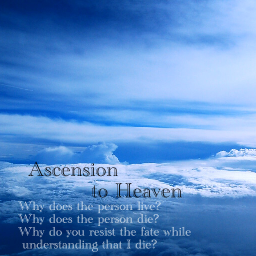 Ascension
to Heaven
Why does the person live?
Why does the person die?
Why do you resist the fate while
understanding that I die?